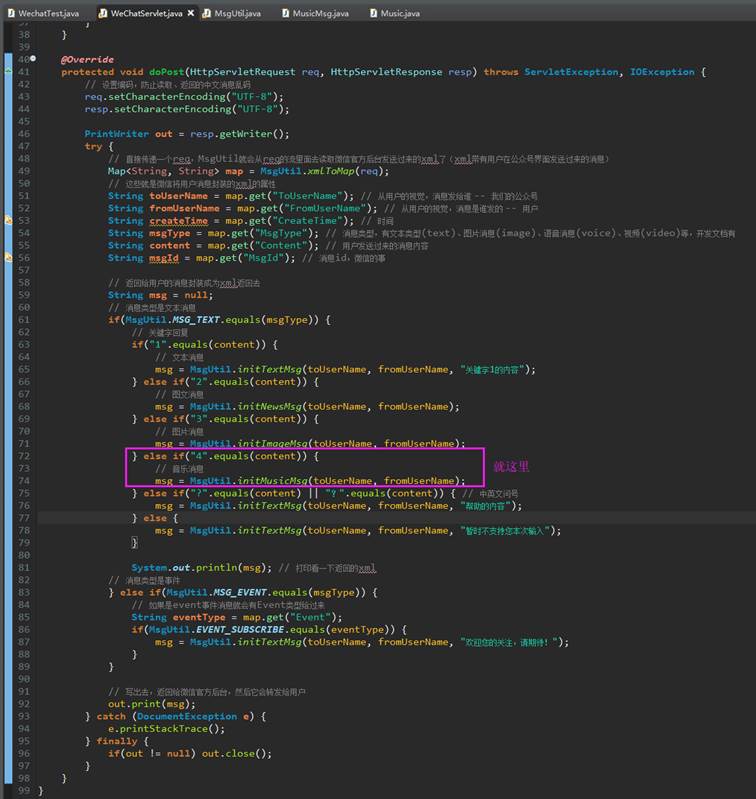 WechatTest.java WeChatServlet.java MsgUtil.java MusicMsg.java Music.java
37 }
38 }
39
40 @Override
41 protected void doPost(HttpServletRequest req, HttpServletResponse resp) throws ServletException, IOException {
42 // 设置编码，防止读取、返回的中文消息乱码
43 req.setCharacterEncoding("UTF-8");
44 resp.setCharacterEncoding("UTF-8");
45
46 PrintWriter out = resp.getWriter();
47 try {
48 // 直接传递一个req，MsgUtil就会从req的流里面去读取微信官方后台发送过来的xml了（xml带有用户在公众号界面发送过来的消息）
49 Map<String, String> map = MsgUtil.xmlToMap(req);
50 // 这些就是微信将用户消息封装的xml的属性
51 String toUserName = map.get("ToUserName"); // 从用户的视觉，消息发给谁 -- 我们的公众号
52 String fromUserName = map.get("FromUserName"); // 从用户的视觉，消息是谁发的 -- 用户
53 String createTime = map.get("CreateTime"); // 时间
54 String msgType = map.get("MsgType"); // 消息类型，有文本类型(text)、图片消息(image)、语音消息(voice)、视频(video)等，开发文档有
55 String content = map.get("Content"); // 用户发送过来的消息内容
56 String msgId = map.get("MsgId"); // 消息id，微信的事
57
58 // 返回给用户的消息封装成为xml返回去
59 String msg = null;
60 // 消息类型是文本消息
61 if(MsgUtil.MSG_TEXT.equals(msgType)) {
62 // 关键字回复
63 if("1".equals(content)) {
64 // 文本消息
65 msg = MsgUtil.initTextMsg(toUserName, fromUserName, "关键字1的内容");
66 } else if("2".equals(content)) {
67 // 图文消息
68 msg = MsgUtil.initNewsMsg(toUserName, fromUserName);
69 } else if("3".equals(content)) {
70 // 图片消息
71 msg = MsgUtil.initImageMsg(toUserName, fromUserName);
72 } else if("4".equals(content)) {
73 // 音乐消息 就这里
74 msg = MsgUtil.initMusicMsg(toUserName, fromUserName);
75 } else if("?".equals(content) || "？".equals(content)) { // 中英文问号
76 msg = MsgUtil.initTextMsg(toUserName, fromUserName, "帮助的内容");
77 } else {
78 msg = MsgUtil.initTextMsg(toUserName, fromUserName, "暂时不支持您本次输入");
79 }
80
81 System.out.println(msg); // 打印看一下返回的xml
82 // 消息类型是事件
83 } else if(MsgUtil.MSG_EVENT.equals(msgType)) {
84 // 如果是event事件消息就会有Event类型给过来
85 String eventType = map.get("Event");
86 if(MsgUtil.EVENT_SUBSCRIBE.equals(eventType)) {
87 msg = MsgUtil.initTextMsg(toUserName, fromUserName, "欢迎您的关注，请期待！");
88 }
89 }
90
91 // 写出去，返回给微信官方后台，然后它会转发给用户
92 out.print(msg);
93 } catch (DocumentException e) {
94 e.printStackTrace();
95 } finally {
96 if(out != null) out.close();
97 }
98 }
99 }